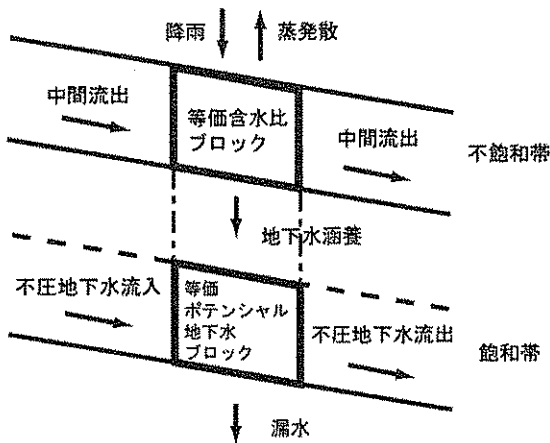 降雨
蒸発散
中間流出
等価含水比
ブロック
中間流出
不飽和帯
地下水涵養
不圧地下水流入
等価
ポテンシャル
地下水
ブロック
不圧地下水流出
飽和帯
漏水